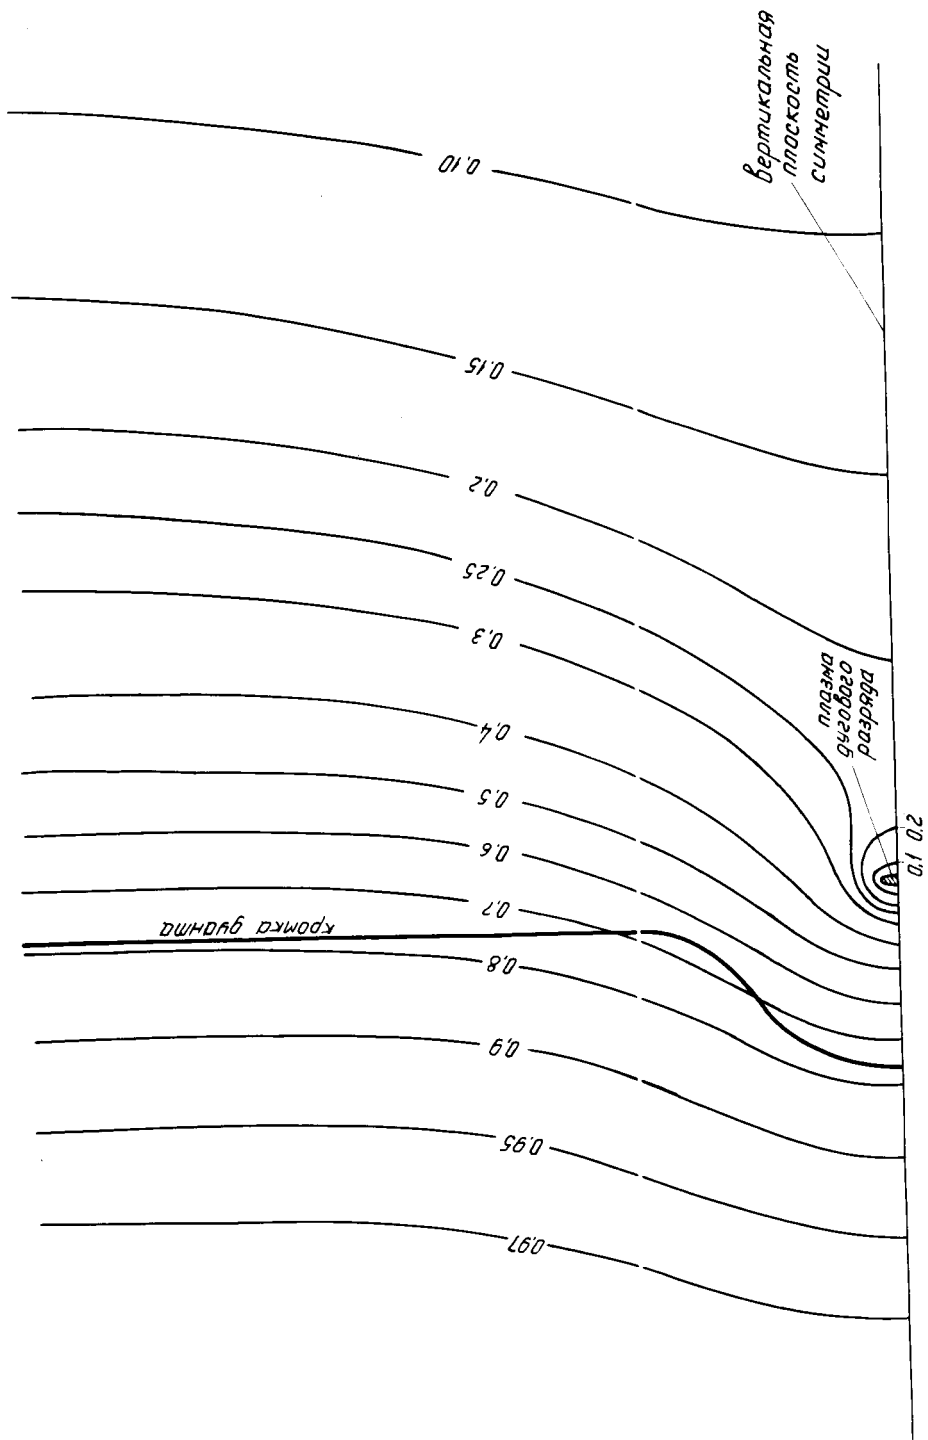 вертикальная
плоскость
симметрии
0,10
0,15
0,2
0,25
0,3
0,4
0,5
0,6
0,7
кромка дуанта
0,8
0,9
0,95
0,97
плазма
дугового
разряда
0,1 0,2